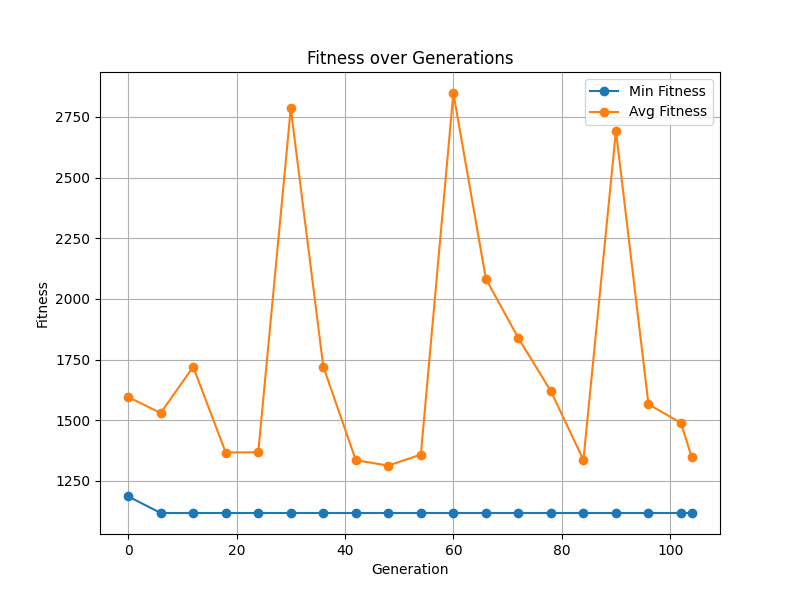 Fitness over Generations
Min Fitness
Avg Fitness
2750
2500
2250
2000
1750
1500
1250
Fitness
0 20 40 60 80 100
Generation